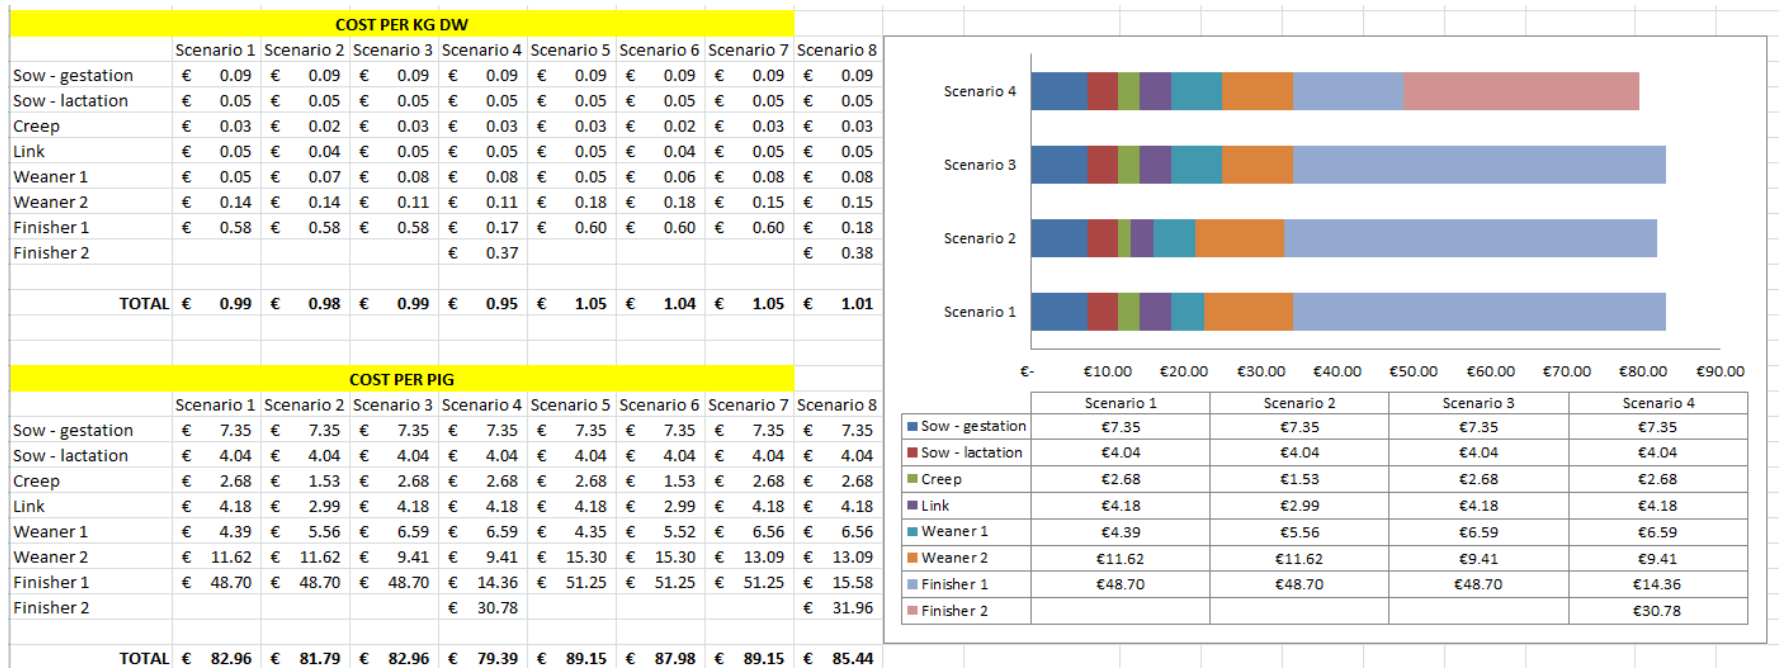 COST PER KG DW
Scenario 1 Scenario 2 Scenario 3 Scenario 4 Scenario 5 Scenario 6 Scenario 7 Scenario 8
Sow - gestation € 0.09 € 0.09 € 0.09 € 0.09 € 0.09 € 0.09 € 0.09 € 0.09
Sow - lactation € 0.05 € 0.05 € 0.05 € 0.05 € 0.05 € 0.05 € 0.05 € 0.05
Creep € 0.03 € 0.02 € 0.03 € 0.03 € 0.03 € 0.02 € 0.03 € 0.03
Link € 0.05 € 0.04 € 0.05 € 0.05 € 0.05 € 0.04 € 0.05 € 0.05
Weaner 1 € 0.05 € 0.07 € 0.08 € 0.08 € 0.05 € 0.06 € 0.08 € 0.08
Weaner 2 € 0.14 € 0.14 € 0.11 € 0.11 € 0.18 € 0.18 € 0.15 € 0.15
Finisher 1 € 0.58 € 0.58 € 0.58 € 0.17 € 0.60 € 0.60 € 0.60 € 0.18
Finisher 2 € 0.37 € 0.38
TOTAL € 0.99 € 0.98 € 0.99 € 0.95 € 1.05 € 1.04 € 1.05 € 1.01
COST PER PIG
Scenario 1 Scenario 2 Scenario 3 Scenario 4 Scenario 5 Scenario 6 Scenario 7 Scenario 8
Sow - gestation € 7.35 € 7.35 € 7.35 € 7.35 € 7.35 € 7.35 € 7.35 € 7.35
Sow - lactation € 4.04 € 4.04 € 4.04 € 4.04 € 4.04 € 4.04 € 4.04 € 4.04
Creep € 2.68 € 1.53 € 2.68 € 2.68 € 2.68 € 1.53 € 2.68 € 2.68
Link € 4.18 € 2.99 € 4.18 € 4.18 € 4.18 € 2.99 € 4.18 € 4.18
Weaner 1 € 4.39 € 5.56 € 6.59 € 6.59 € 4.35 € 5.52 € 6.56 € 6.56
Weaner 2 € 11.62 € 11.62 € 9.41 € 9.41 € 15.30 € 15.30 € 13.09 € 13.09
Finisher 1 € 48.70 € 48.70 € 48.70 € 14.36 € 51.25 € 51.25 € 51.25 € 15.58
Finisher 2 € 30.78 € 31.96
TOTAL € 82.96 € 81.79 € 82.96 € 79.39 € 89.15 € 87.98 € 89.15 € 85.44
Scenario 4
Scenario 3
Scenario 2
Scenario 1
€- €10.00 €20.00 €30.00 €40.00 €50.00 €60.00 €70.00 €80.00 €90.00
Scenario 1 Scenario 2 Scenario 3 Scenario 4
Sow - gestation €7.35 €7.35 €7.35 €7.35
Sow - lactation €4.04 €4.04 €4.04 €4.04
Creep €2.68 €1.53 €2.68 €2.68
Link €4.18 €2.99 €4.18 €4.18
Weaner 1 €4.39 €5.56 €6.59 €6.59
Weaner 2 €11.62 €11.62 €9.41 €9.41
Finisher 1 €48.70 €48.70 €48.70 €14.36
Finisher 2 €30.78